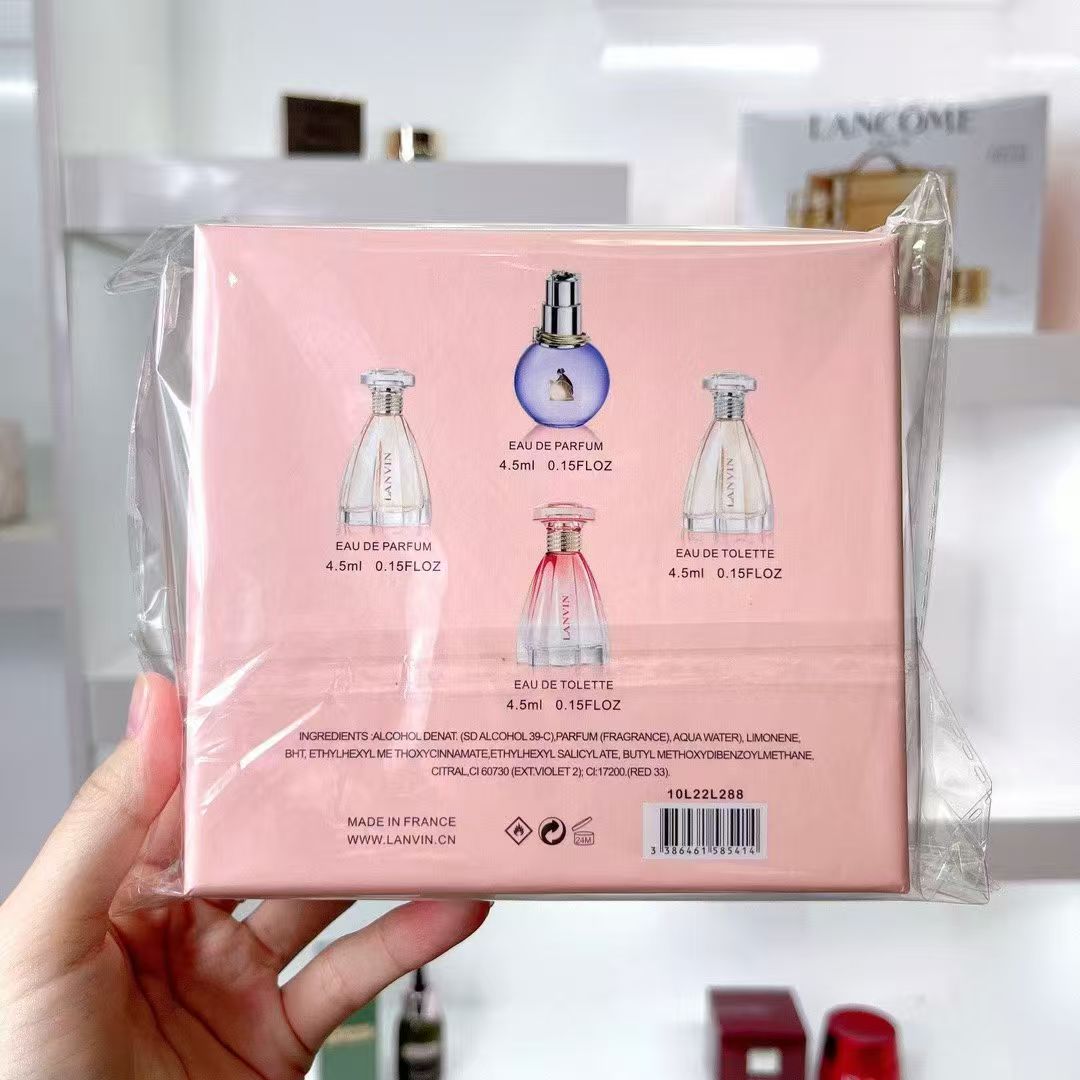 LANCÔME
EAU DE PARFUM
4.5ml 0.15FLOZ
LANVIN
EAU DE PARFUM
4.5ml 0.15FLOZ
LANVIN
EAU DE TOLETTE
4.5ml 0.15FLOZ
LANVIN
EAU DE TOLETTE
4.5ml 0.15FLOZ
INGREDIENTS :ALCOHOL DENAT. (SD ALCOHOL 39-C),PARFUM (FRAGRANCE), AQUA WATER), LIMONENE,
BHT, ETHYLHEXYL ME THOXYCINNAMATE,ETHYLHEXYL SALICYLATE, BUTYL METHOXYDIBENZOYLMETHANE,
CITRAL,CI 60730 (EXT.VIOLET 2); CI:17200.(RED 33).
10L22L288
MADE IN FRANCE
WWW.LANVIN.CN
24M
3 386461 585414